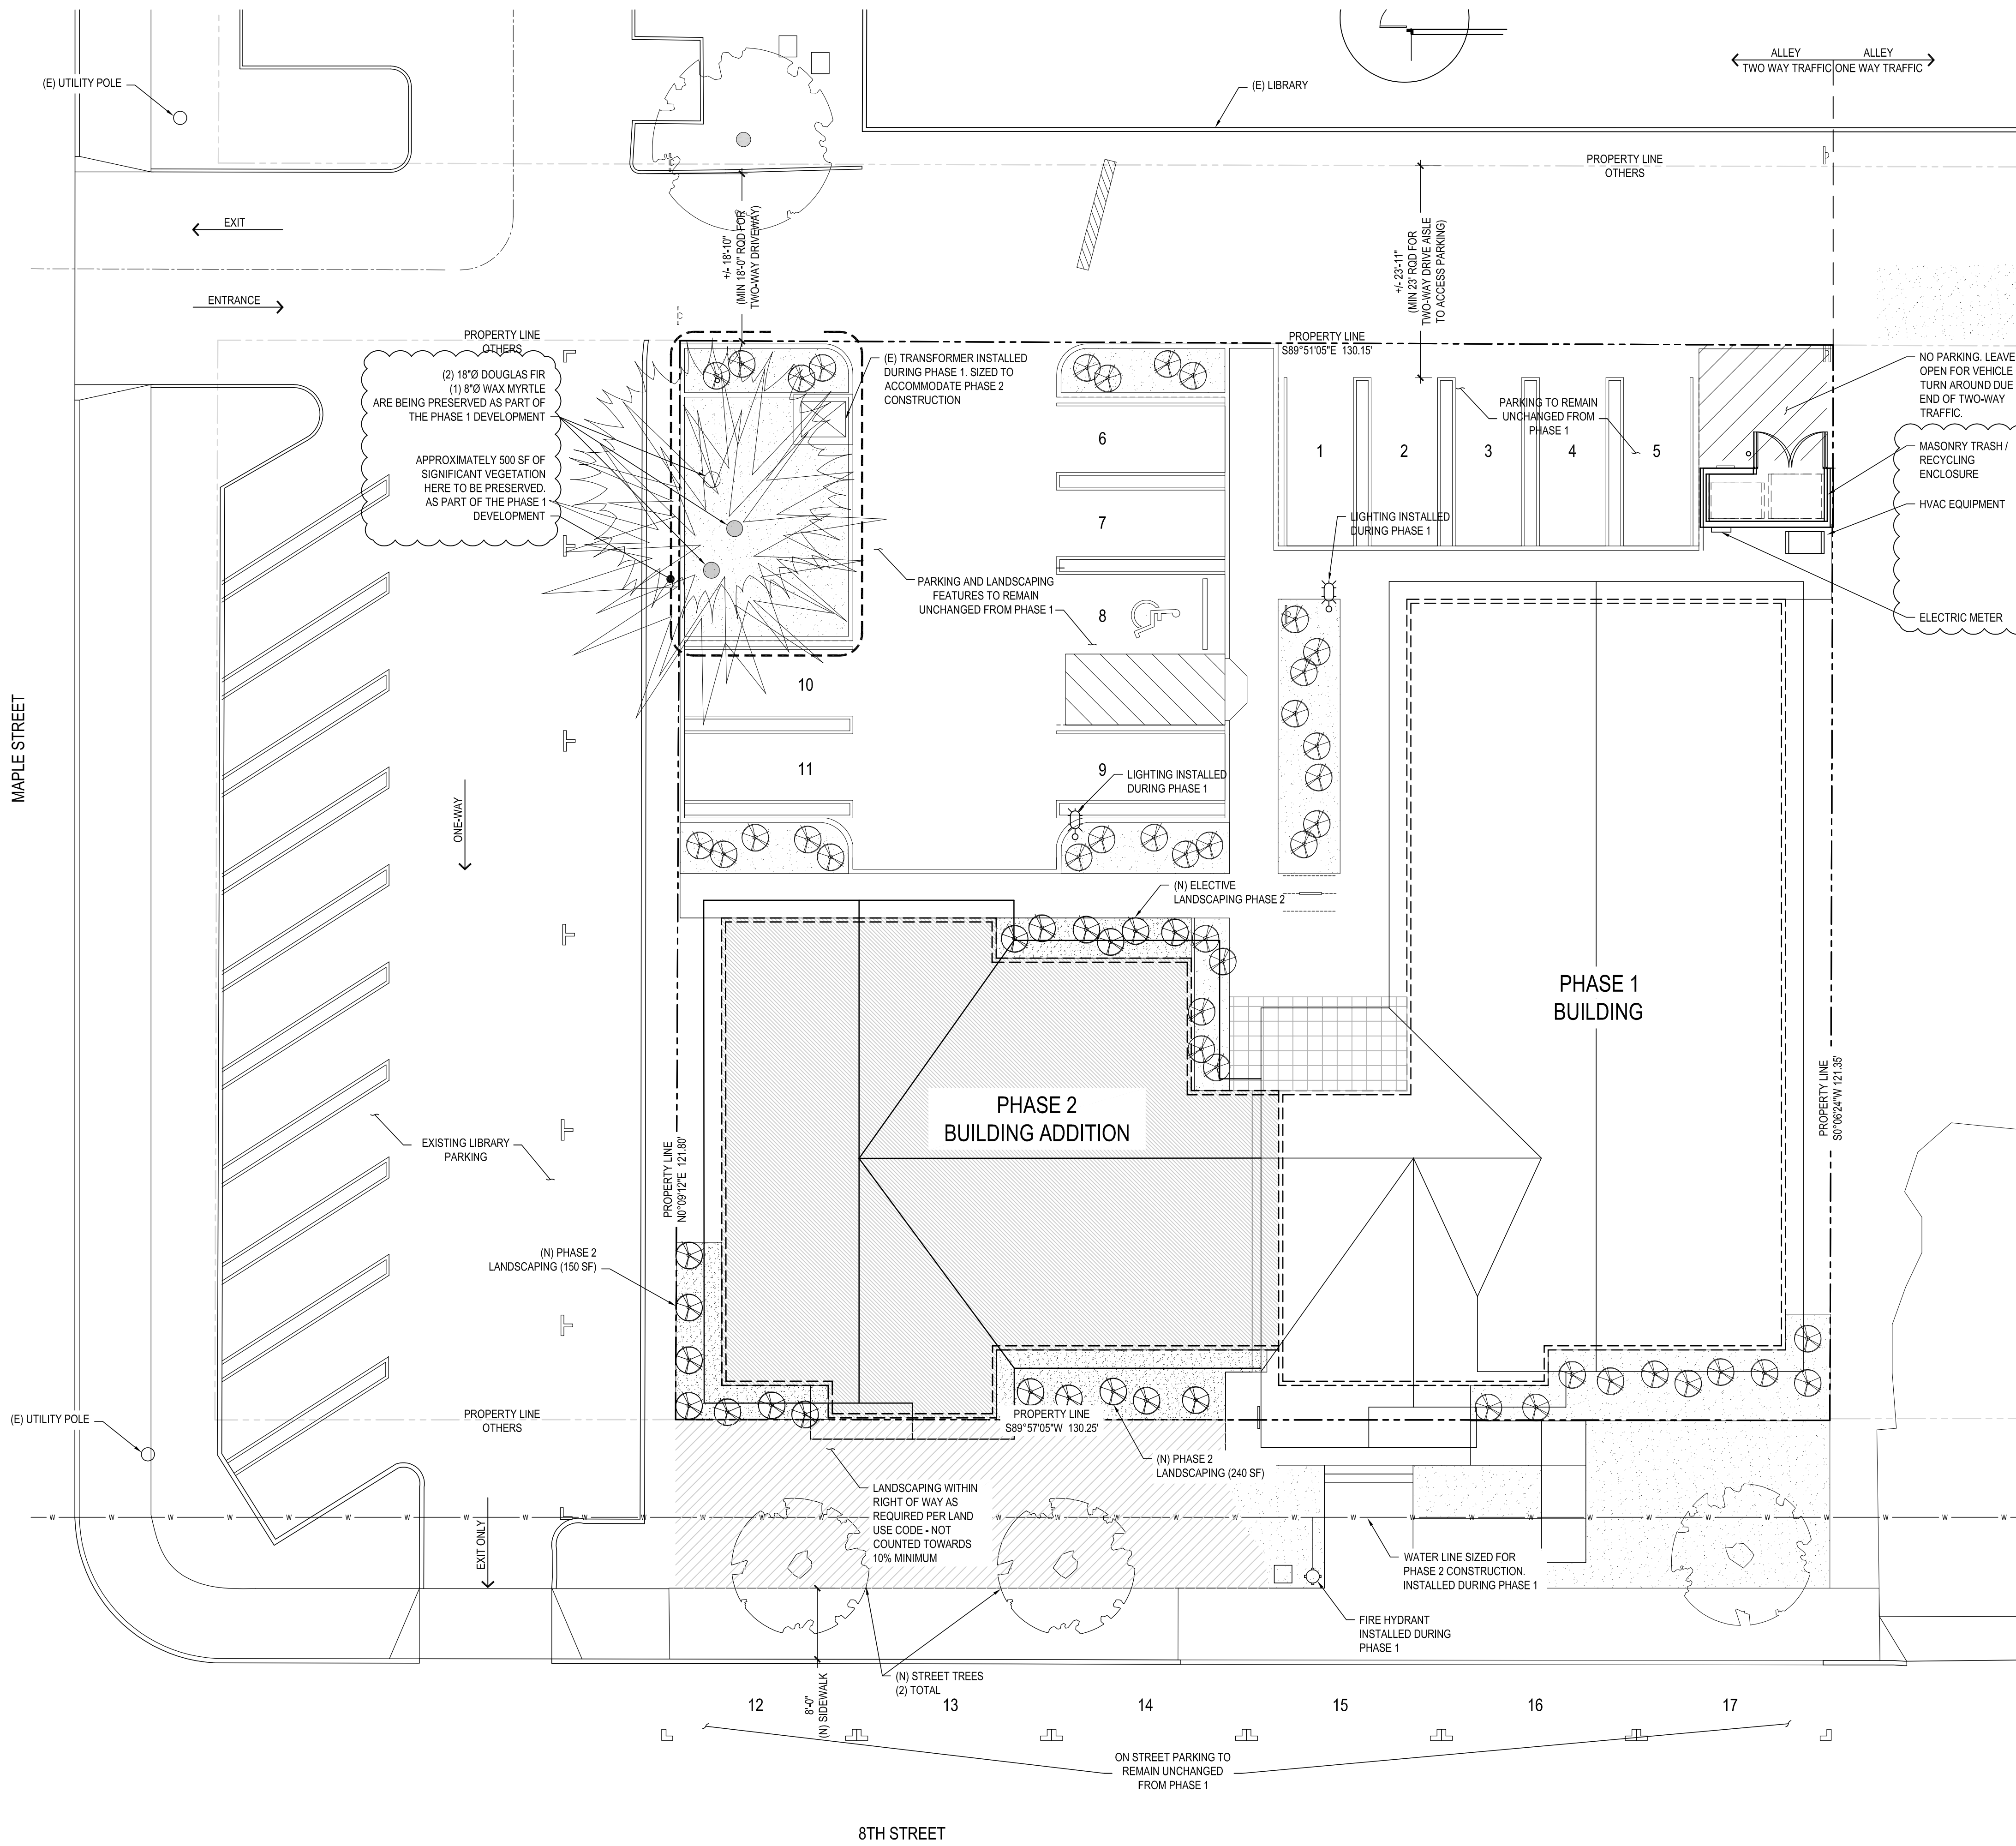 ALLEY
ALLEY
TWO WAY TRAFFIC
ONE WAY TRAFFIC
(E) UTILITY POLE
(E) LIBRARY
PROPERTY LINE
OTHERS
EXIT
ENTRANCE
+/- 18'-10"
(MIN 18'-0" RQD FOR
TWO-WAY DRIVEWAY)
+/- 23'-11"
(MIN 23' RQD FOR
TWO-WAY DRIVE AISLE
TO ACCESS PARKING)
PROPERTY LINE
OTHERS
PROPERTY LINE
S89°51'05"E 130.15'
(2) 18"Ø DOUGLAS FIR
(1) 8"Ø WAX MYRTLE
ARE BEING PRESERVED AS PART OF
THE PHASE 1 DEVELOPMENT
APPROXIMATELY 500 SF OF
SIGNIFICANT VEGETATION
HERE TO BE PRESERVED.
AS PART OF THE PHASE 1
DEVELOPMENT
(E) TRANSFORMER INSTALLED
DURING PHASE 1. SIZED TO
ACCOMMODATE PHASE 2
CONSTRUCTION
NO PARKING. LEAVE
OPEN FOR VEHICLE
TURN AROUND DUE
END OF TWO-WAY
TRAFFIC.
MASONRY TRASH /
RECYCLING
ENCLOSURE
HVAC EQUIPMENT
ELECTRIC METER
PARKING TO REMAIN
UNCHANGED FROM
PHASE 1
1
2
3
4
5
6
7
8
9
10
11
LIGHTING INSTALLED
DURING PHASE 1
PARKING AND LANDSCAPING
FEATURES TO REMAIN
UNCHANGED FROM PHASE 1
LIGHTING INSTALLED
DURING PHASE 1
MAPLE STREET
ONE-WAY
(N) ELECTIVE
LANDSCAPING PHASE 2
PHASE 1
BUILDING
PHASE 2
BUILDING ADDITION
PROPERTY LINE
S0°06'24"W 121.35'
PROPERTY LINE
N0°09'12"E 121.80'
EXISTING LIBRARY
PARKING
(N) PHASE 2
LANDSCAPING (150 SF)
(E) UTILITY POLE
PROPERTY LINE
OTHERS
PROPERTY LINE
S89°57'05"W 130.25'
(N) PHASE 2
LANDSCAPING (240 SF)
LANDSCAPING WITHIN
RIGHT OF WAY AS
REQUIRED PER LAND
USE CODE - NOT
COUNTED TOWARDS
10% MINIMUM
EXIT ONLY
W W W W W W W W W W W W W W W W W W W W W W W W W W W W W W W W
WATER LINE SIZED FOR
PHASE 2 CONSTRUCTION.
INSTALLED DURING PHASE 1
FIRE HYDRANT
INSTALLED DURING
PHASE 1
(N) STREET TREES
(2) TOTAL
8'-0"
(N) SIDEWALK
12
13
14
15
16
17
ON STREET PARKING TO
REMAIN UNCHANGED
FROM PHASE 1
8TH STREET